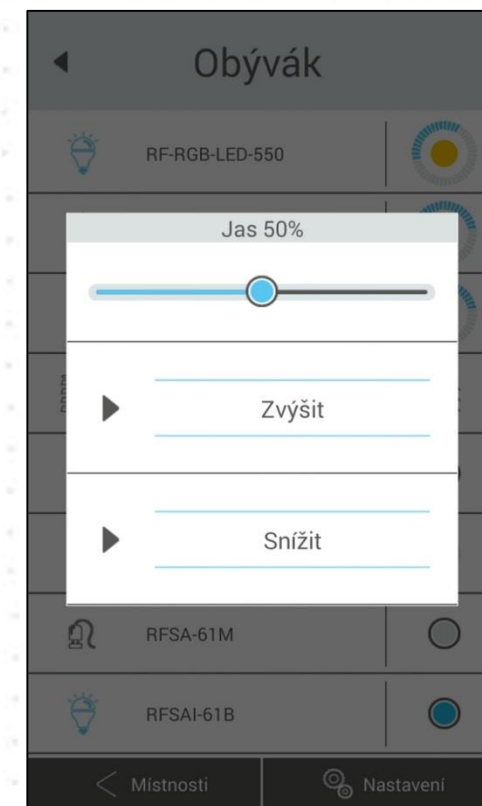 Obývák
RF-RGB-LED-550
Jas 50%
Zvýšit
Snížit
RFSA-61M
RFSAI-61B
Místnosti
Nastavení